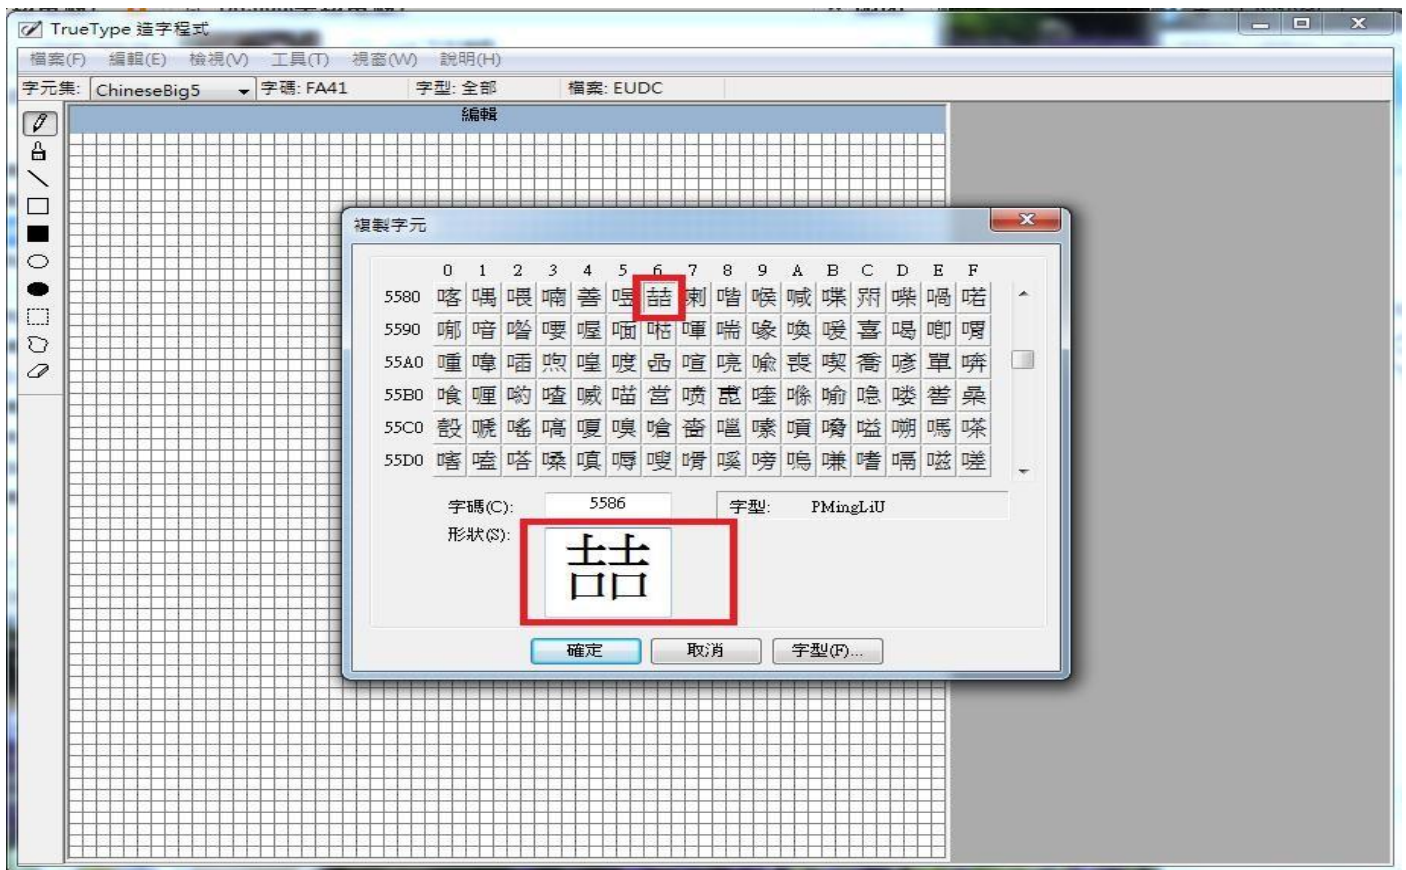 TrueType 造字程式
檔案(F) 編輯(E) 檢視(V) 工具(T) 視窗(W) 說明(H)
字元集: ChineseBig5 字碼: FA41 字型: 全部 檔案: EUDC
編輯
複製字元
0 1 2 3 4 5 6 7 8 9 A B C D E F
5580 喀 喁 喂 喃 善 喅 喆 喇 喈 喉 喊 喋 喌 喍 喎 喏
5590 喐 喑 喒 喓 喔 喕 喖 喗 喘 喙 喚 喛 喜 喝 喞 喟
55A0 喠 喡 喢 喣 喤 喥 喦 喧 喨 喩 喪 喫 喬 喭 單 喯
55B0 喰 喱 喲 喳 喴 喵 営 喷 喸 喹 喺 喻 喼 喽 喾 喿
55C0 嗀 嗁 嗂 嗃 嗄 嗅 嗆 嗇 嗈 嗉 嗊 嗋 嗌 嗍 嗎 嗏
55D0 嗐 嗑 嗒 嗓 嗔 嗕 嗖 嗗 嗘 嗙 嗚 嗛 嗜 嗝 嗞 嗟
字碼(C): 5586 字型: PMingLiU
形狀(S):
喆
確定 取消 字型(F)...